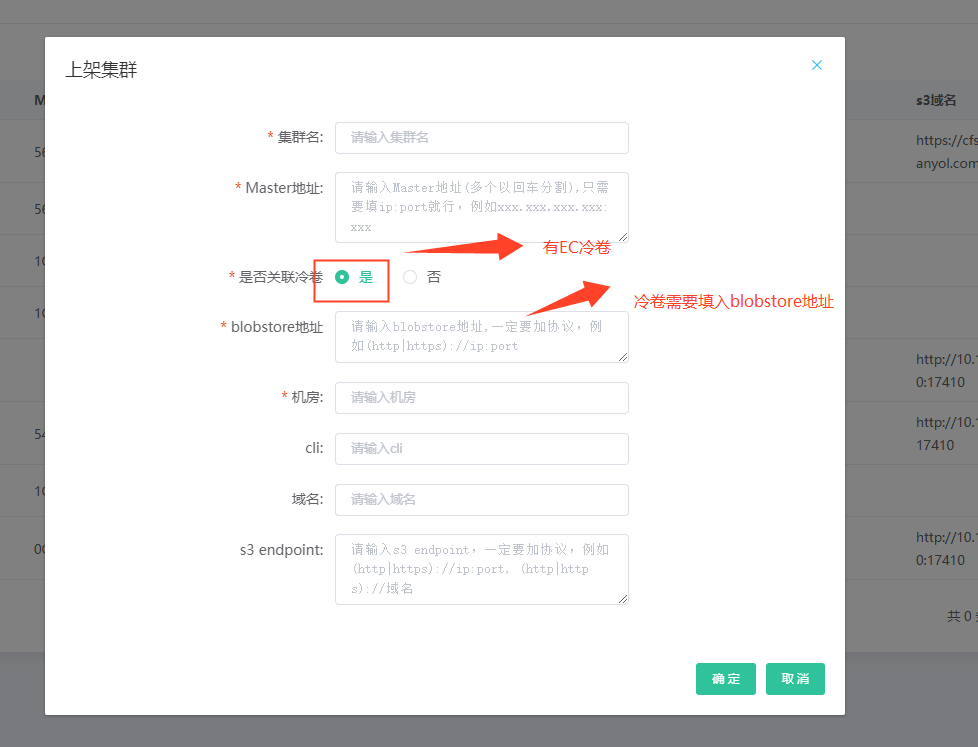 上架集群
s3域名
* 集群名: 请输入集群名
https://cfs
anyol.com
56
* Master地址: 请输入Master地址(多个以回车分割),只需
要填ip:port就行，例如xxx.xxx.xxx.xxx:
xxx
有EC冷卷
* 是否关联冷卷 是 否
冷卷需要填入blobstore地址
* blobstore地址 请输入blobstore地址,一定要加协议，例
如(http|https)://ip:port
http://10.
0:17410
* 机房: 请输入机房
http://10.
17410
54
cli: 请输入cli
域名: 请输入域名
s3 endpoint: 请输入s3 endpoint，一定要加协议，例如
(http|https)://ip:port, (http|http
s)://域名
http://10.
0:17410
共 0
确定 取消